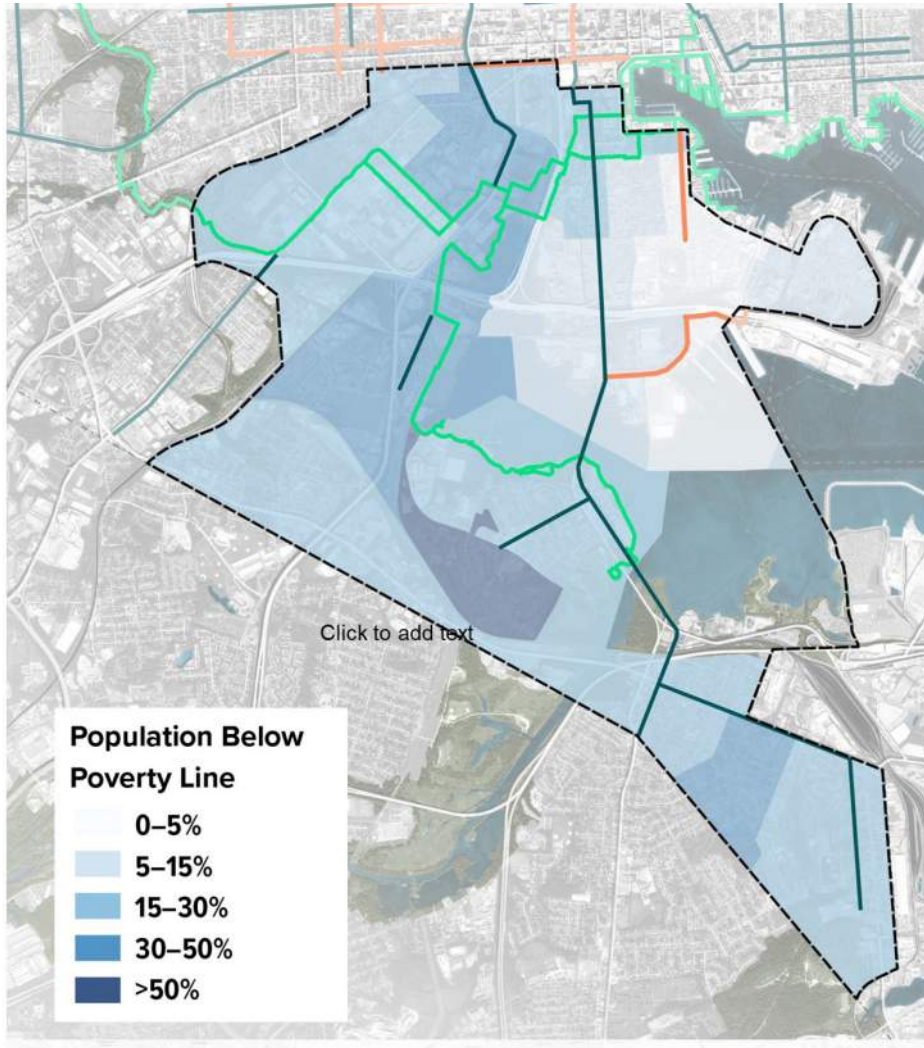 Click to add text
Population Below
Poverty Line
0–5%
5–15%
15–30%
30–50%
>50%